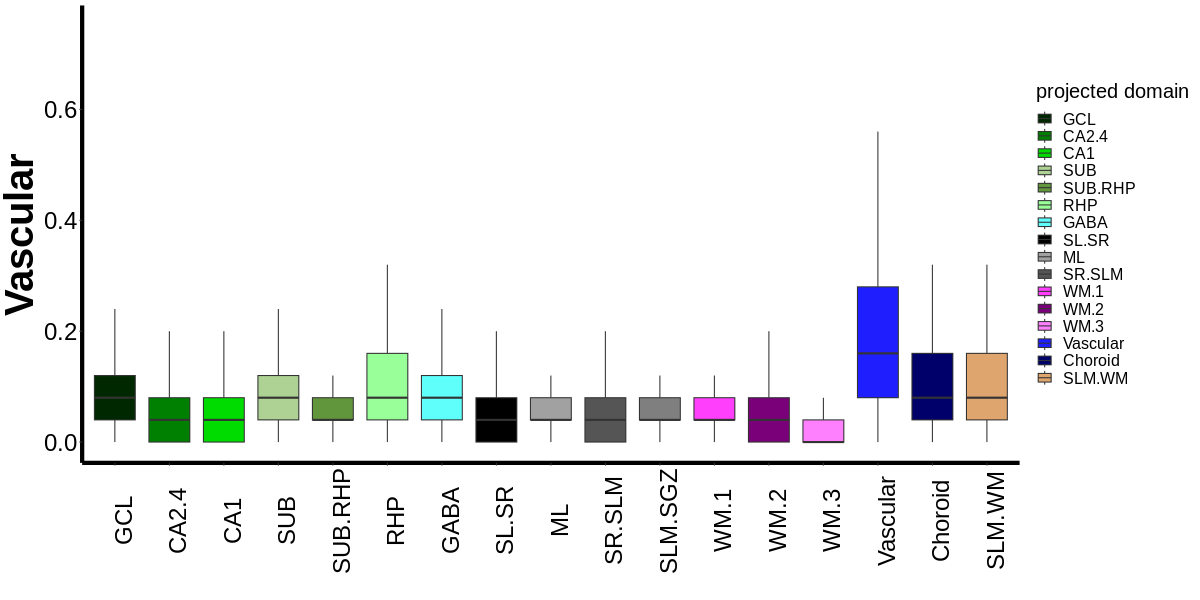 Vascular
0.6
0.4
0.2
0.0
GCL
CA2.4
CA1
SUB
SUB.RHP
RHP
GABA
SL.SR
ML
SR.SLM
SLM.SGZ
WM.1
WM.2
WM.3
Vascular
Choroid
SLM.WM
projected domain
GCL
CA2.4
CA1
SUB
SUB.RHP
RHP
GABA
SL.SR
ML
SR.SLM
WM.1
WM.2
WM.3
Vascular
Choroid
SLM.WM